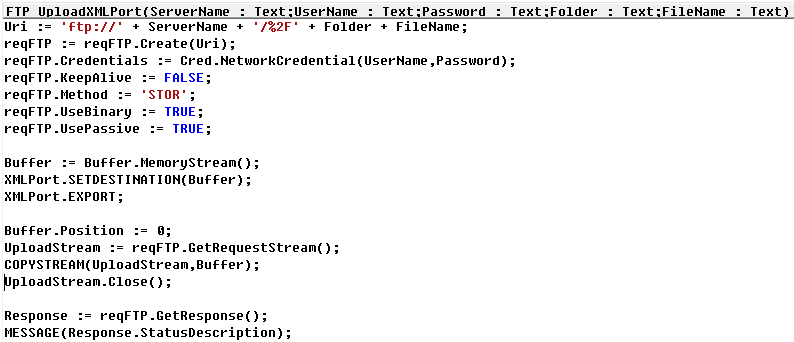 FTP_UploadXMLPort(ServerName : Text;UserName : Text;Password : Text;Folder : Text;FileName : Text)
Uri := 'ftp://' + ServerName + '/%2F' + Folder + FileName;
reqFTP := reqFTP.Create(Uri);
reqFTP.Credentials := Cred.NetworkCredential(UserName,Password);
reqFTP.KeepAlive := FALSE;
reqFTP.Method := 'STOR';
reqFTP.UseBinary := TRUE;
reqFTP.UsePassive := TRUE;
Buffer := Buffer.MemoryStream();
XMLPort.SETDESTINATION(Buffer);
XMLPort.EXPORT;
Buffer.Position := 0;
UploadStream := reqFTP.GetRequestStream();
COPYSTREAM(UploadStream,Buffer);
UploadStream.Close();
Response := reqFTP.GetResponse();
MESSAGE(Response.StatusDescription);